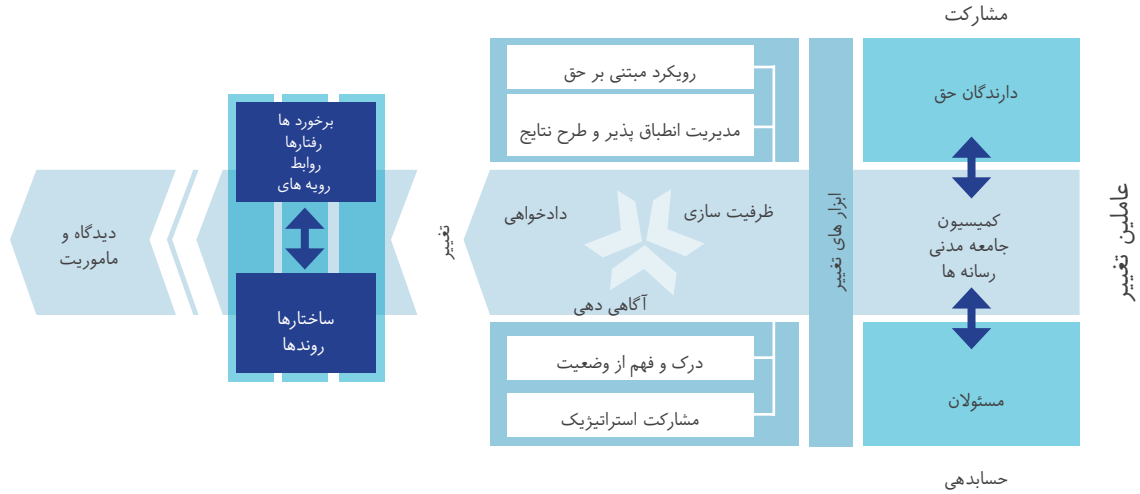 مشارکت
دارندگان حق
عاملین تغییر
کمیسیون
جامعه مدنی
رسانه ها
مسئولان
حسابدهی
ابزار های تغییر
رویکرد مبتنی بر حق
مدیریت انطباق پذیر و طرح نتایج
ظرفیت سازی
دادخواهی
آگاهی دهی
درک و فهم از وضعیت
مشارکت استراتیژیک
تغییر
برخورد ها
رفتارها
روابط
رویه های
ساختارها
روندها
دیدگاه و
ماموریت